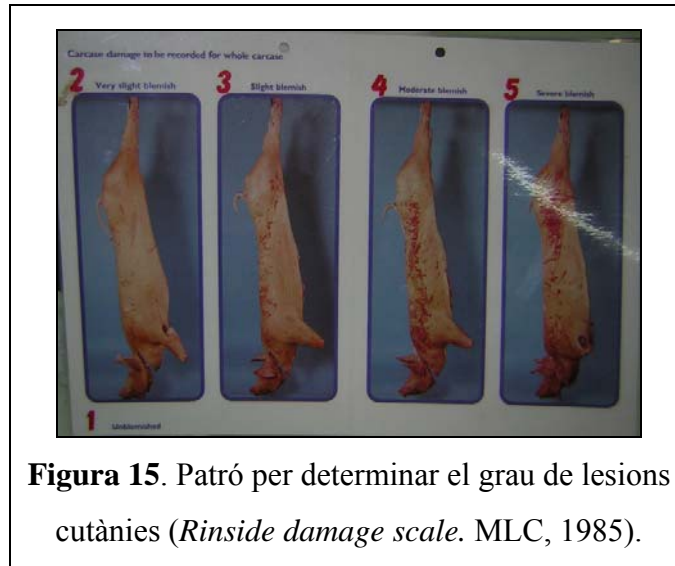 Carcase damage to be recorded for whole carcase
2 Very slight blemish
3 Slight blemish
4 Moderate blemish
5 Severe blemish
1 Unblemished
Figura 15. Patró per determinar el grau de lesions
cutànies (Rinside damage scale. MLC, 1985).